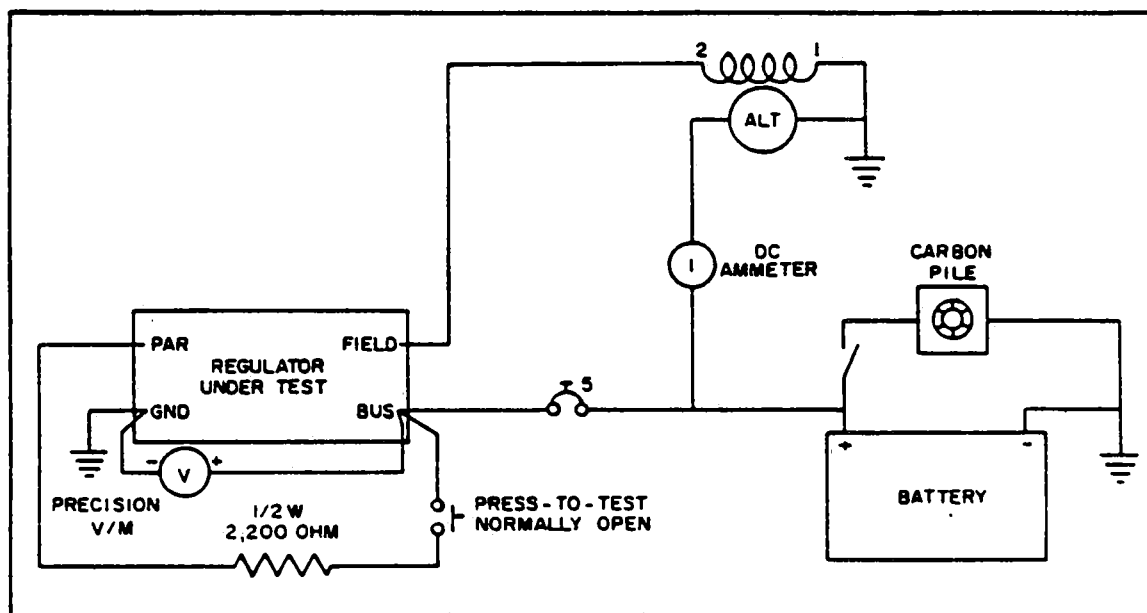 2 1
ALT
DC
AMMETER
I
CARBON
PILE
PAR
FIELD
REGULATOR
UNDER TEST
GND
BUS
5
- V +
PRECISION
V/M
1/2 W
2,200 OHM
PRESS-TO-TEST
NORMALLY OPEN
+ -
BATTERY